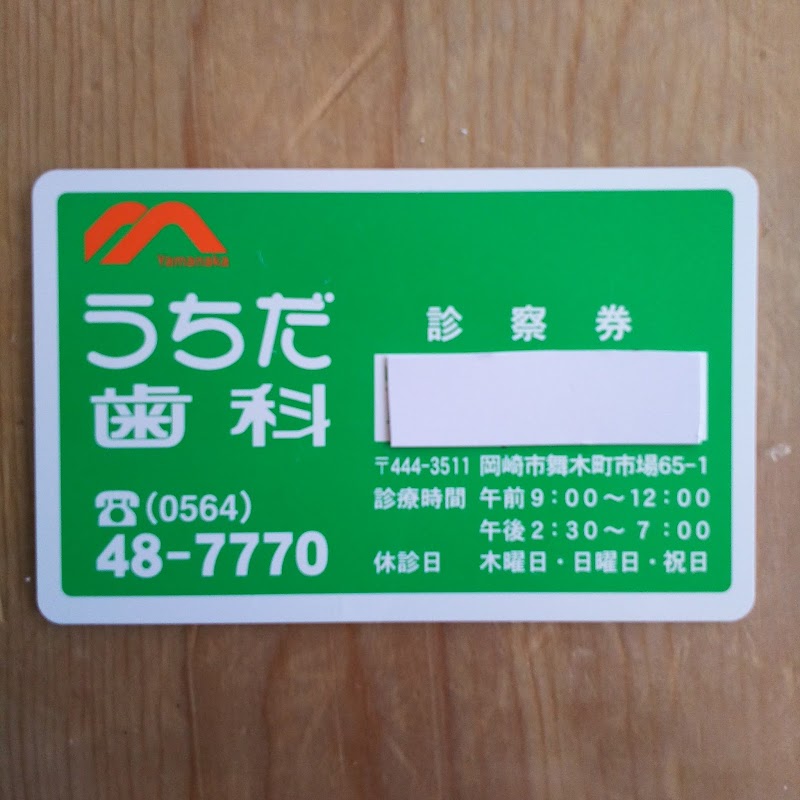 Yamanaka
うちだ
歯科
☎(0564)
48-7770
診察券
〒444-3511 岡崎市舞木町市場65-1
診療時間 午前9:00〜12:00
午後2:30〜7:00
休診日 木曜日・日曜日・祝日